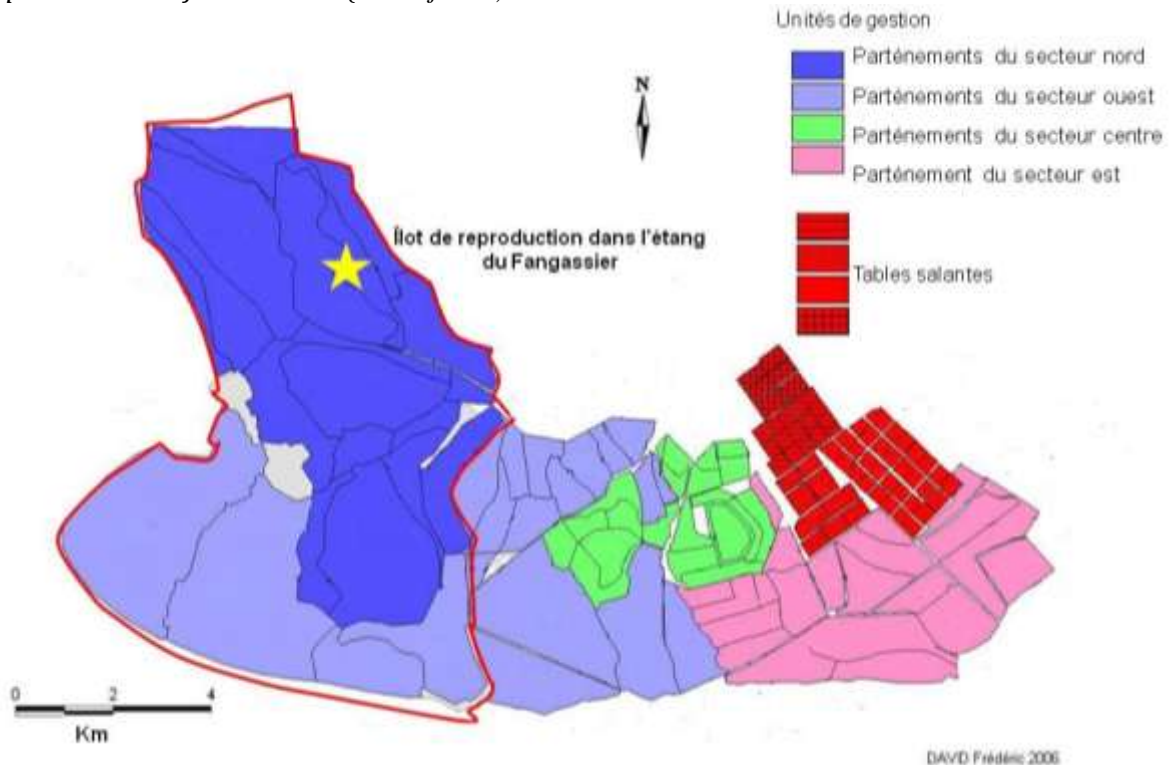 Unités de gestion
Parténements du secteur nord
Parténements du secteur ouest
Parténements du secteur centre
Parténement du secteur est
N
Îlot de reproduction dans l'étang
du Fangassier
Tables salantes
0 2 4
Km
DAVID Frédéric 2006